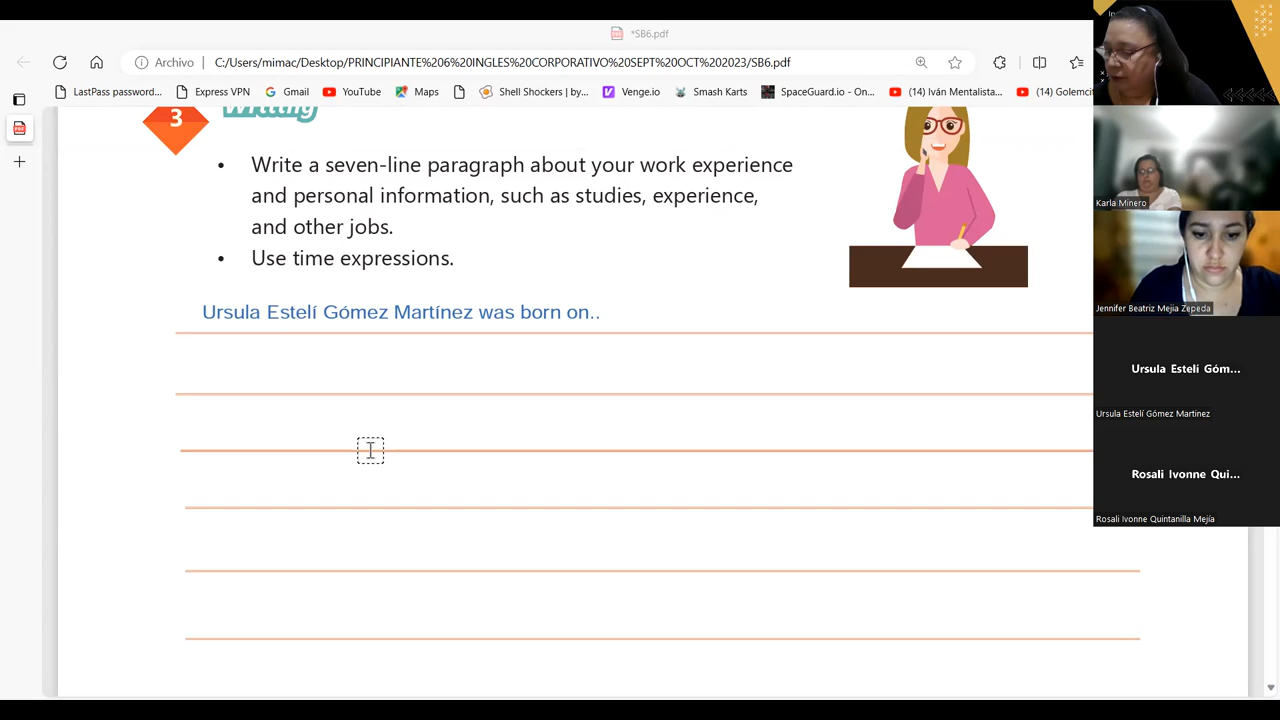 *SB6.pdf
Archivo
C:/Users/mimac/Desktop/PRINCIPIANTE%206%20INGLES%20CORPORATIVO%20SEPT%20OCT%202023/SB6.pdf
LastPass password...
Express VPN
Gmail
YouTube
Maps
Shell Shockers | by...
Venge.io
Smash Karts
SpaceGuard.io - On...
(14) Iván Mentalista...
(14) Golemcit
3
Writing
• Write a seven-line paragraph about your work experience
and personal information, such as studies, experience,
and other jobs.
• Use time expressions.
Ursula Estelí Gómez Martínez was born on..
Karla Minero
Jennifer Beatriz Mejia Zepeda
Ursula Estelí Góm...
Ursula Estelí Gómez Martinez
Rosali Ivonne Qui...
Rosali Ivonne Quintanilla Mejía